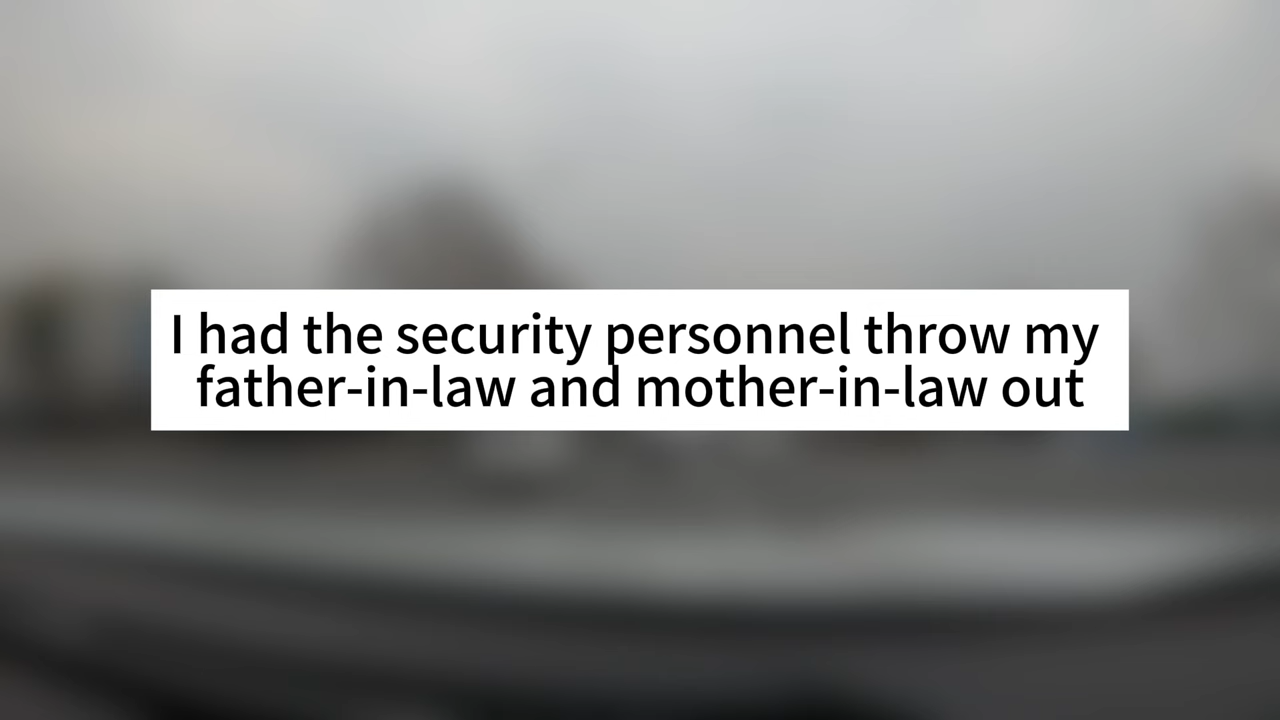 I had the security personnel throw my
father-in-law and mother-in-law out